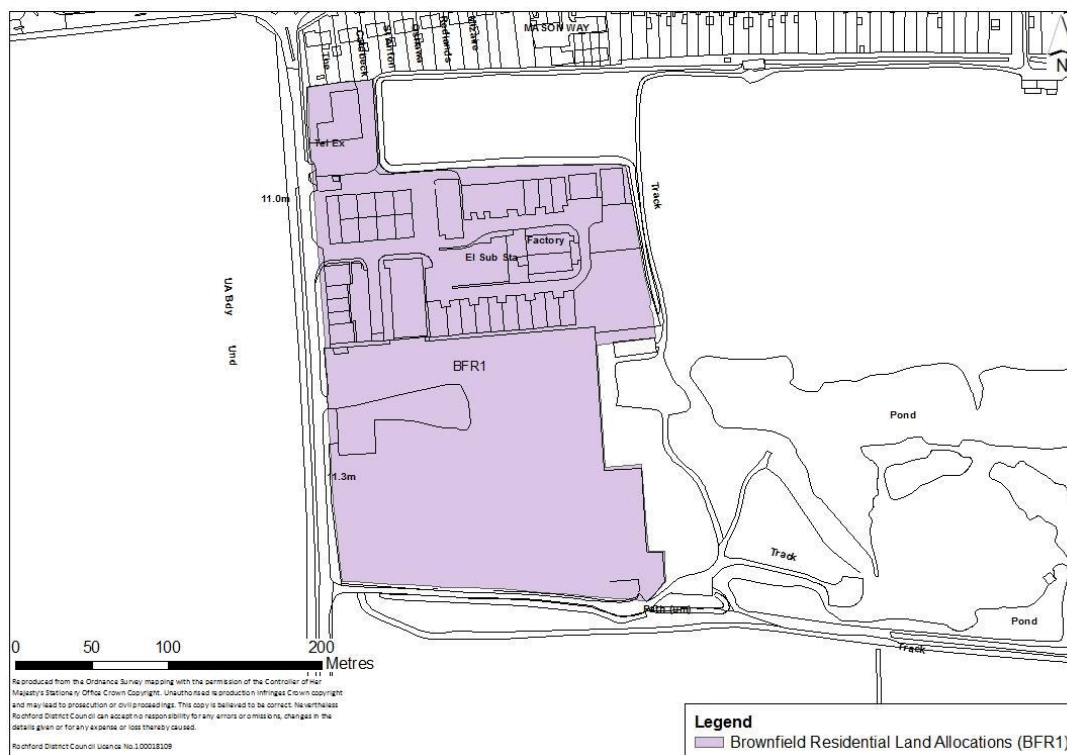 MASON WAY
N
The
St Aubon
Redlands
Tel Ex
11.0m
Track
Factory
El Sub Sta
UA Bdy
Und
BFR1
Pond
11.3m
Track
Path (um)
Pond
Track
0 50 100 200
Metres
Reproduced from the Ordnance Survey mapping with the permission of the Controller of Her
Majesty's Stationery Office Crown Copyright. Unauthorised reproduction infringes Crown copyright
and may lead to prosecution or civil proceedings. This copy is believed to be correct. Nevertheless
Rochford District Council can accept no responsibility for any errors or omissions, changes in the
details given or for any expense or loss thereby caused.
Rochford District Council Licence No.100018109
Legend
Brownfield Residential Land Allocations (BFR1)